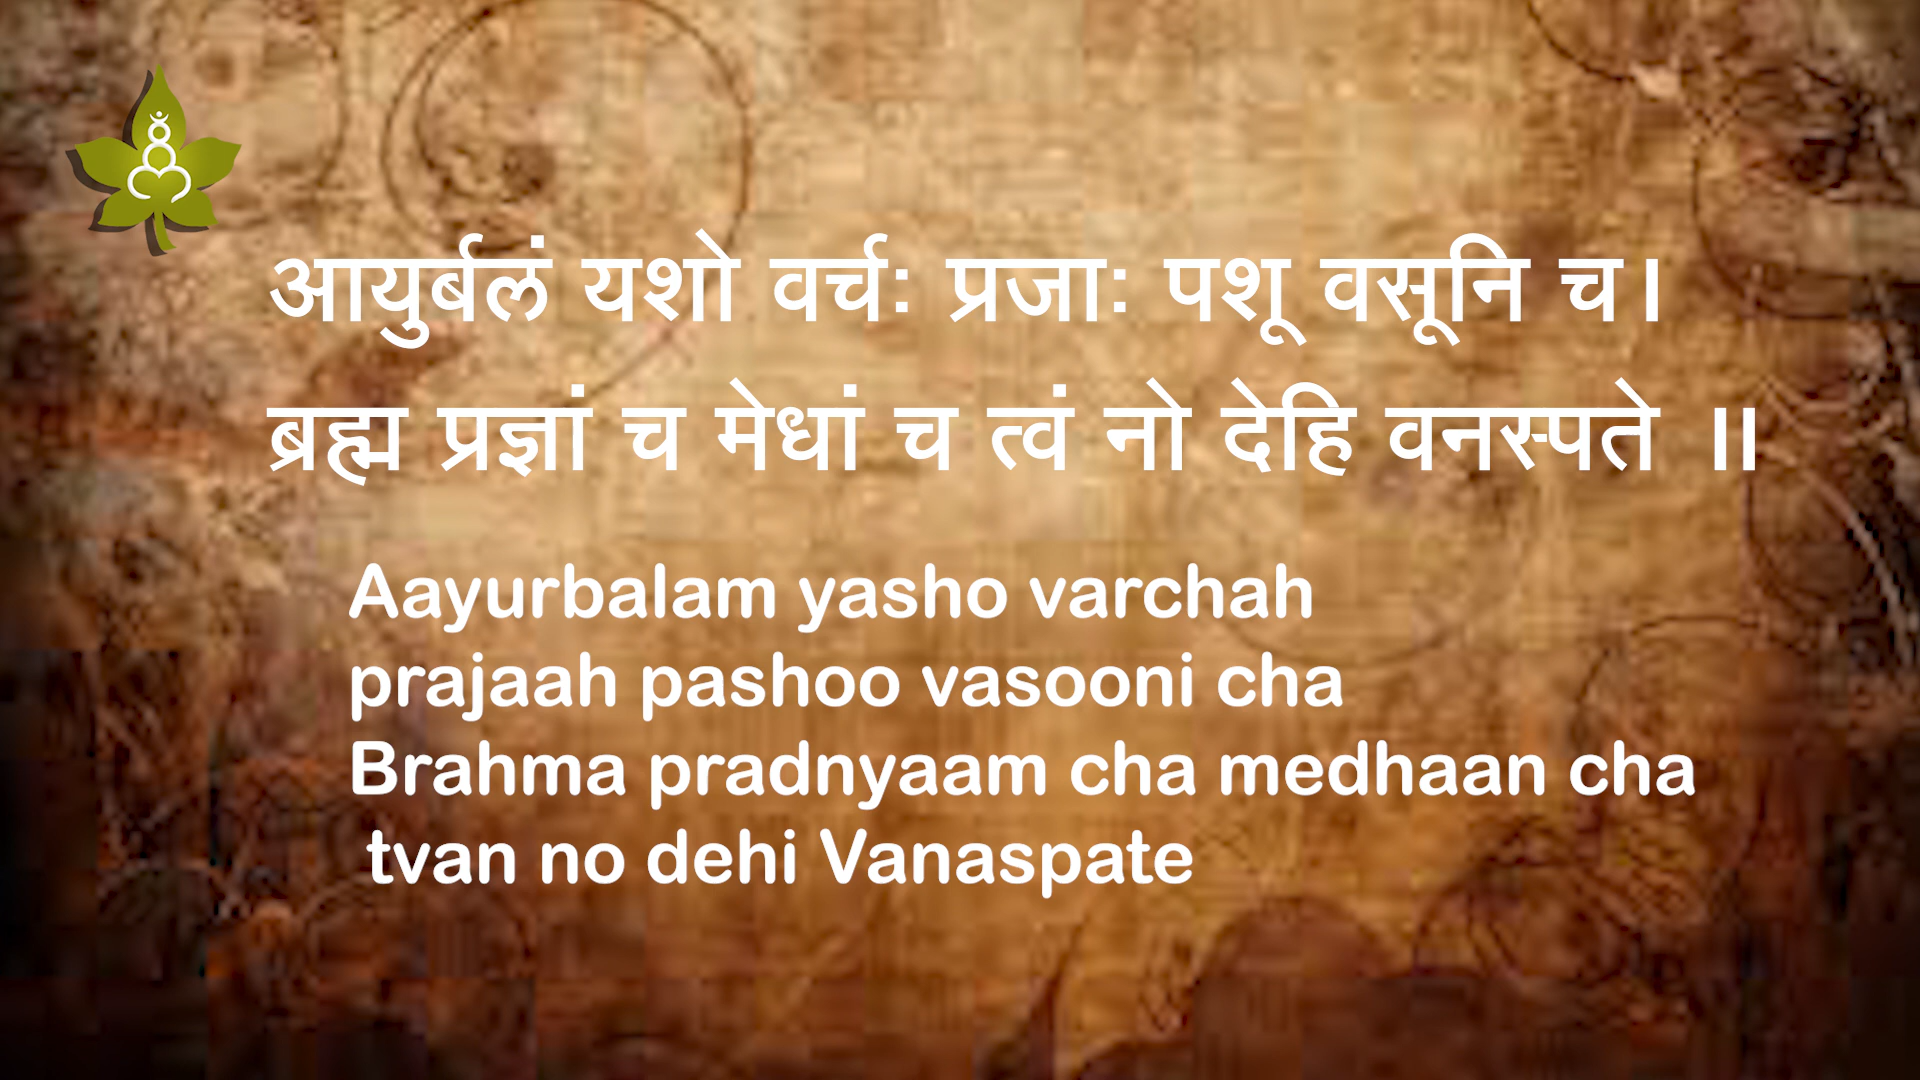 आयुर्बलं यशो वर्चः प्रजाः पशू वसूनि च।
ब्रह्म प्रज्ञां च मेधां च त्वं नो देहि वनस्पते ॥
Aayurbalam yasho varchah
prajaah pashoo vasooni cha
Brahma pradnyaam cha medhaan cha
tvan no dehi Vanaspate